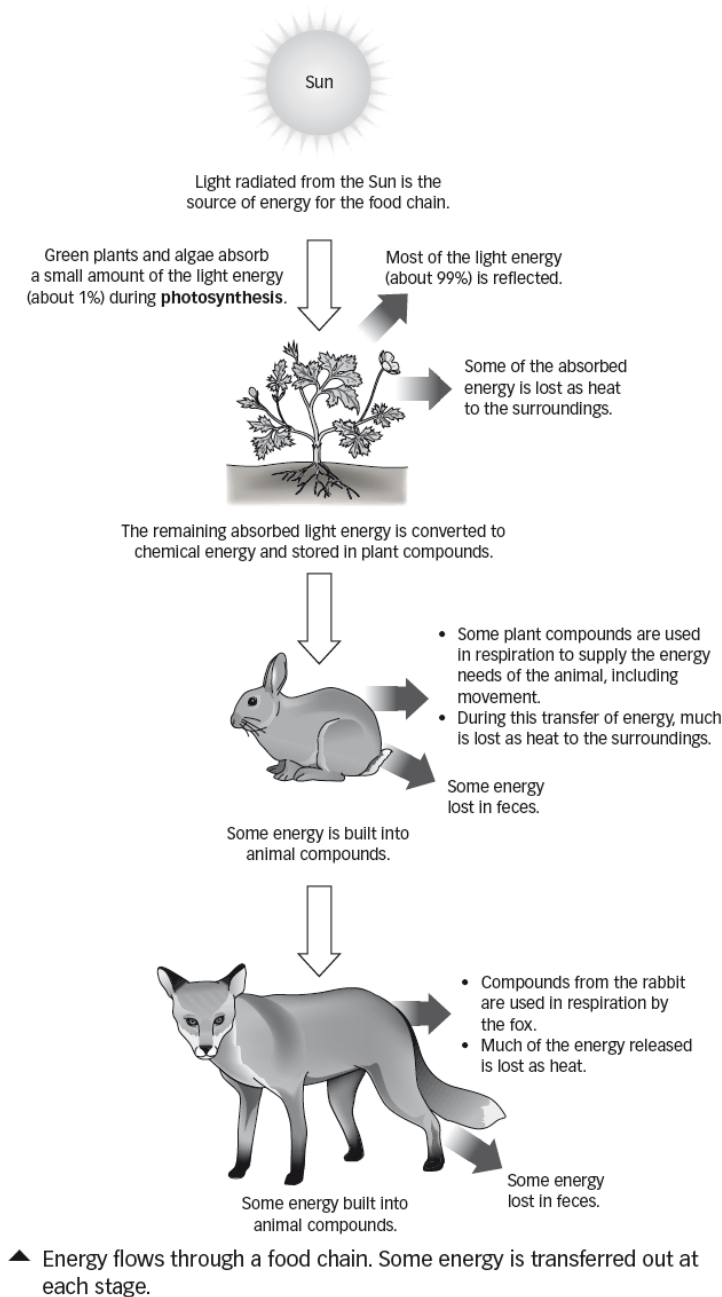 Sun
Light radiated from the Sun is the
source of energy for the food chain.
Green plants and algae absorb
a small amount of the light energy
(about 1%) during photosynthesis.
Most of the light energy
(about 99%) is reflected.
Some of the absorbed
energy is lost as heat
to the surroundings.
The remaining absorbed light energy is converted to
chemical energy and stored in plant compounds.
• Some plant compounds are used
in respiration to supply the energy
needs of the animal, including
movement.
• During this transfer of energy, much
is lost as heat to the surroundings.
Some energy
lost in feces.
Some energy is built into
animal compounds.
• Compounds from the rabbit
are used in respiration by
the fox.
• Much of the energy released
is lost as heat.
Some energy
lost in feces.
Some energy built into
animal compounds.
▲ Energy flows through a food chain. Some energy is transferred out at
each stage.